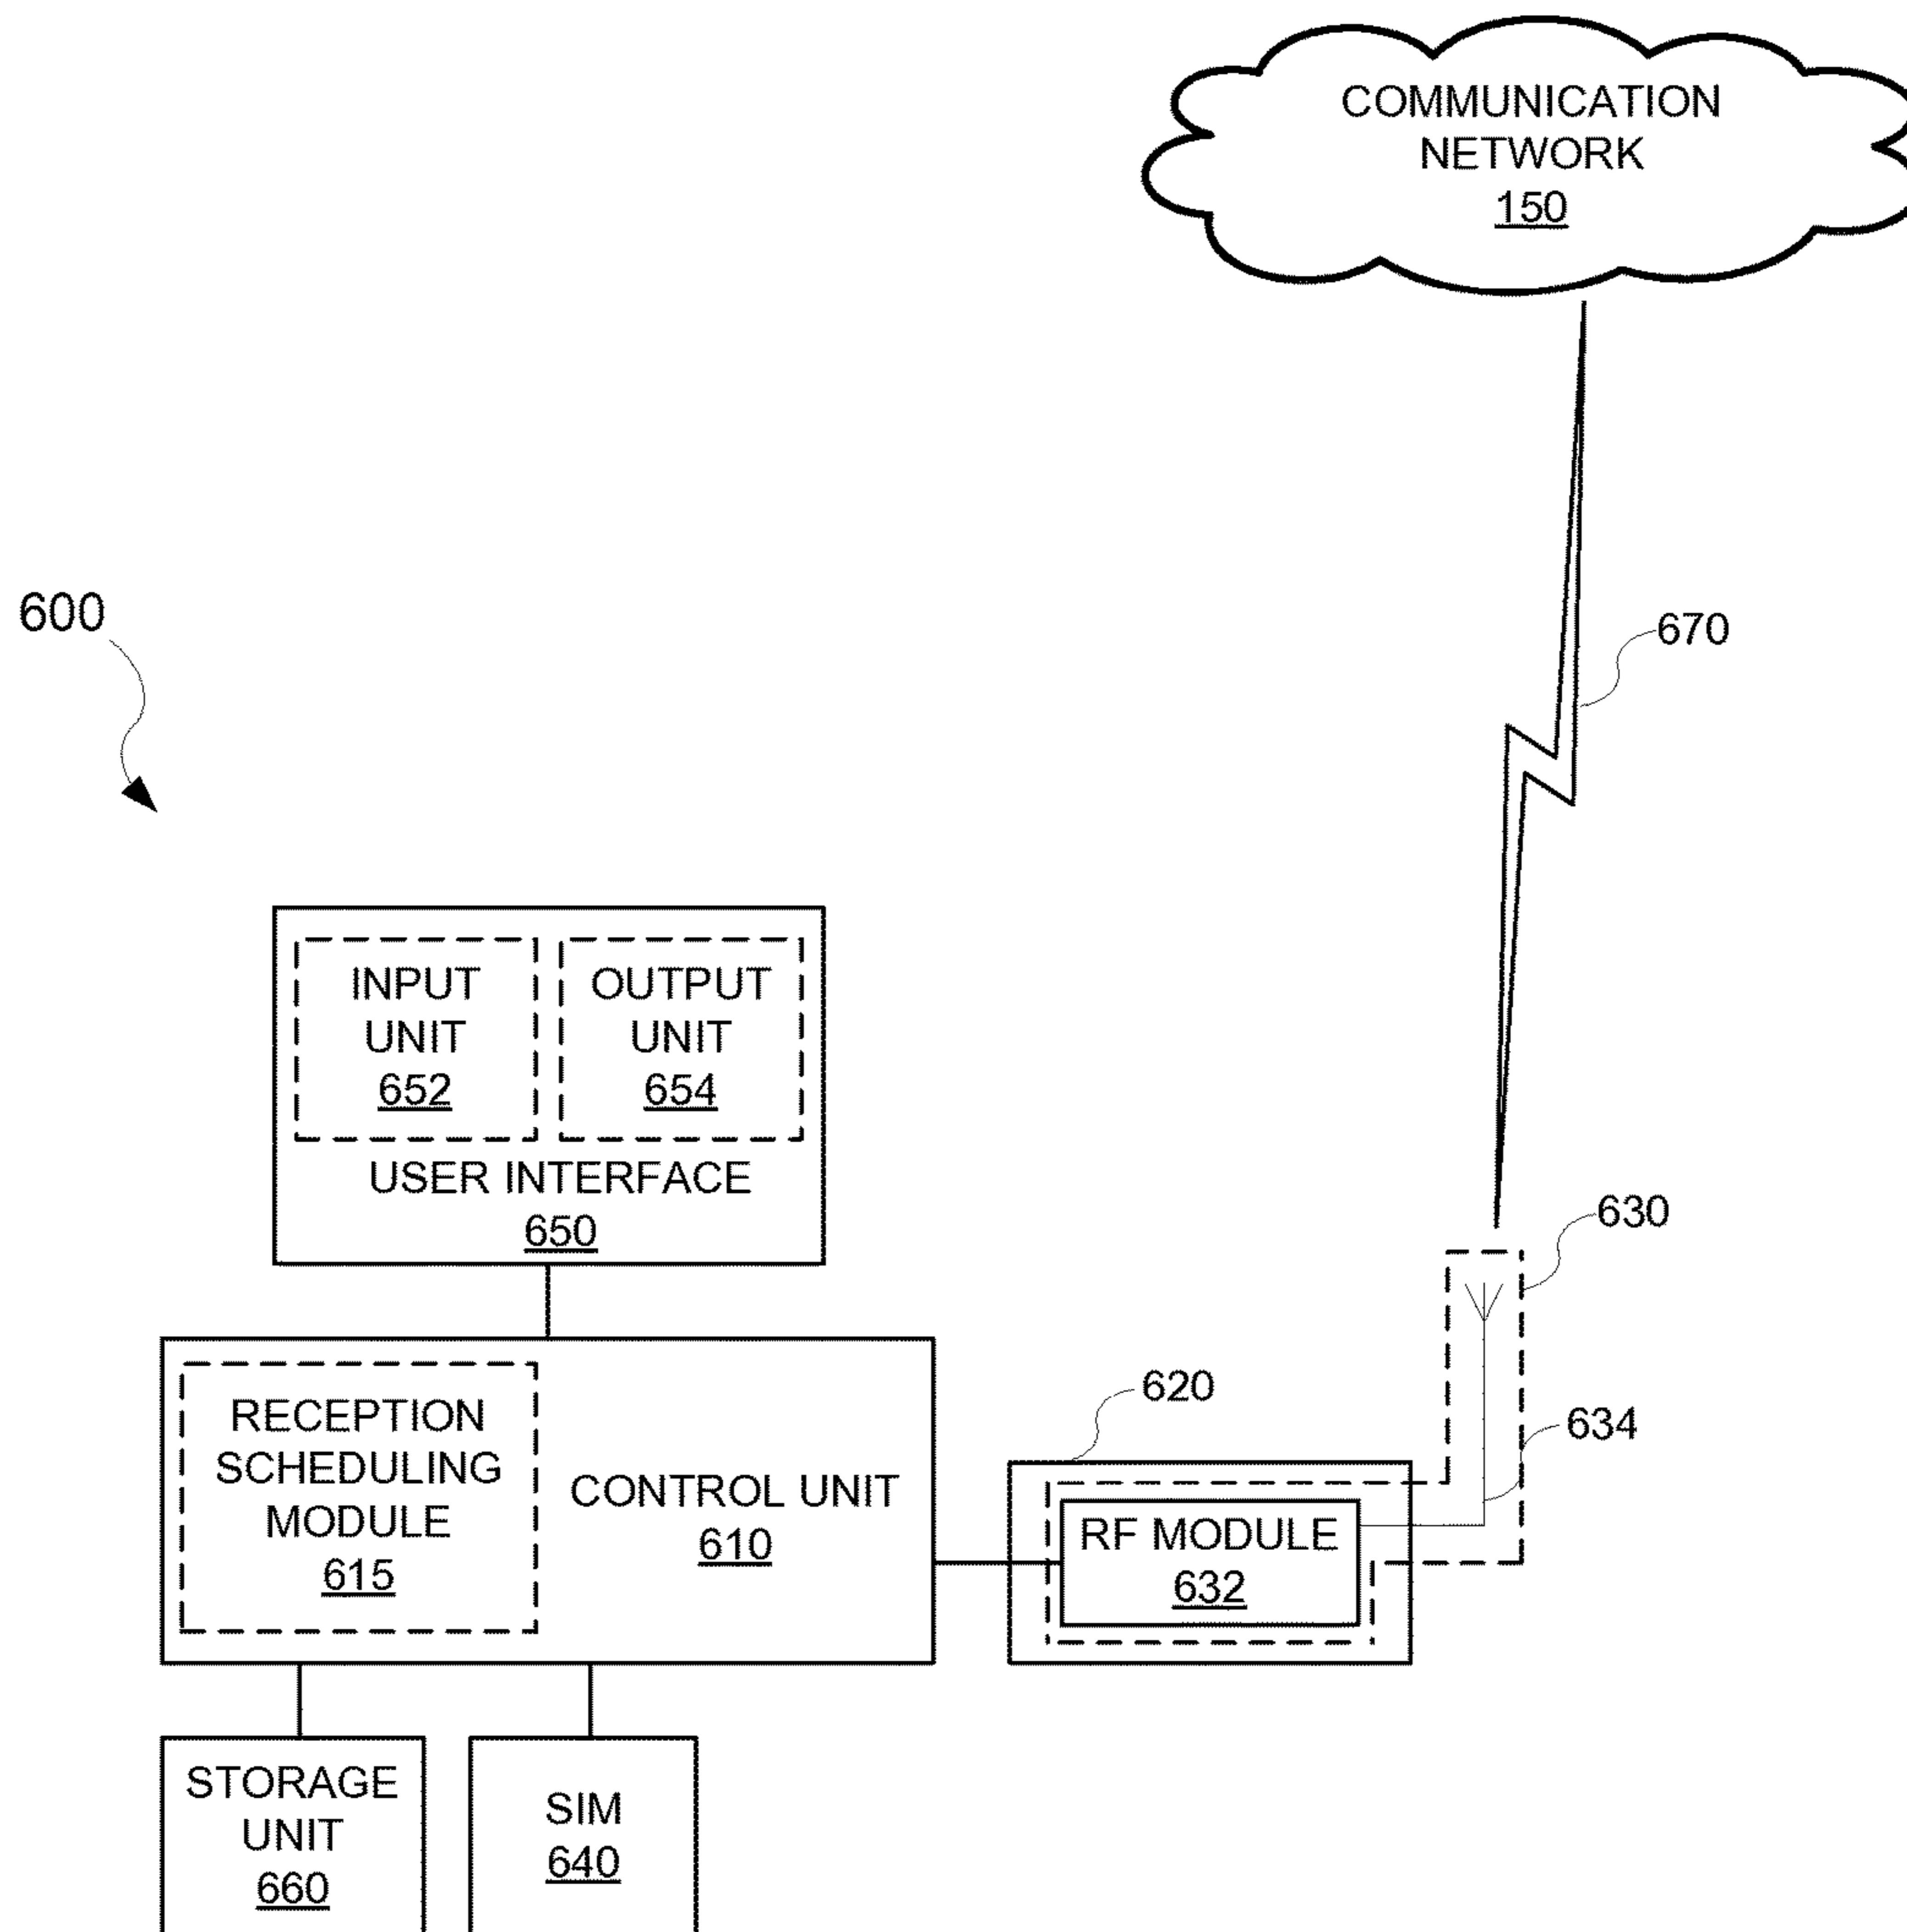 COMMUNICATION
NETWORK
150
600
670
INPUT
UNIT
652
OUTPUT
UNIT
654
USER INTERFACE
650
630
620
634
RECEPTION
SCHEDULING
MODULE
615
CONTROL UNIT
610
RF MODULE
632
STORAGE
UNIT
660
SIM
640